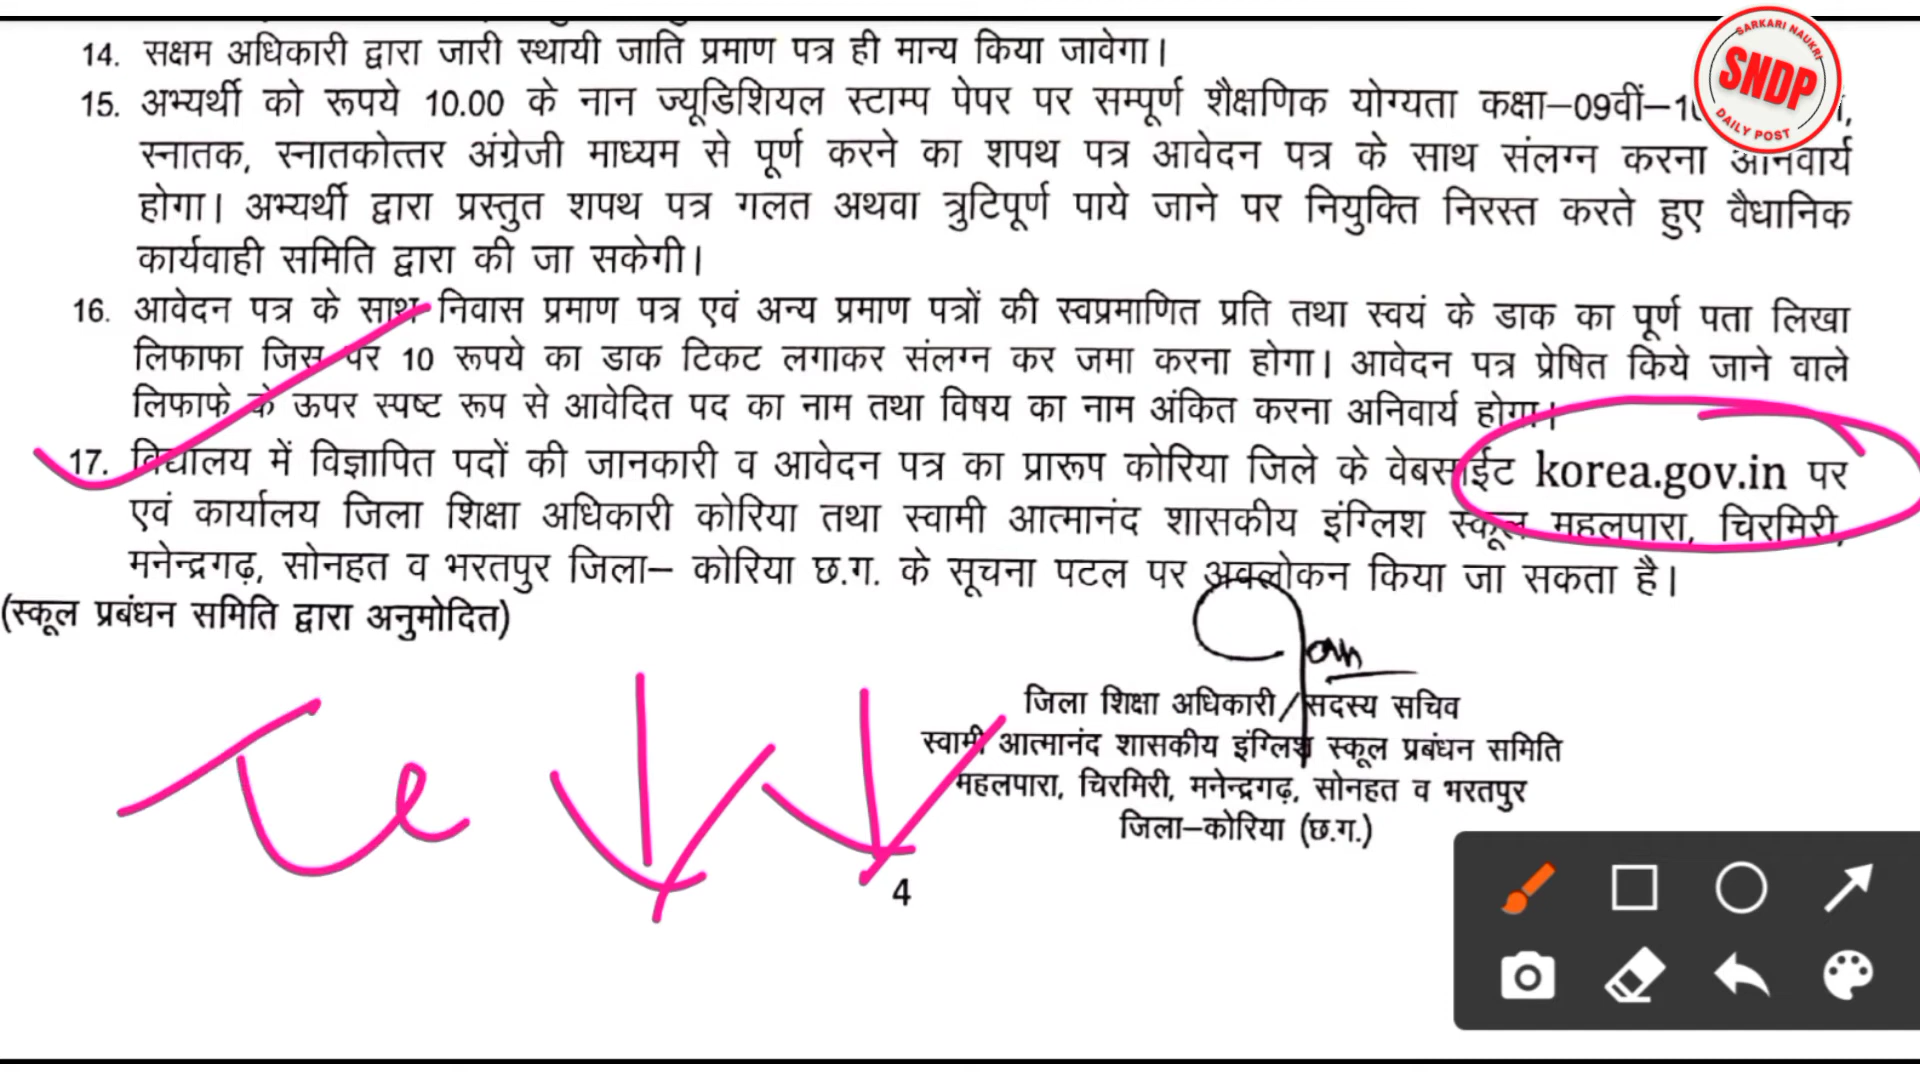 14. सक्षम अधिकारी द्वारा जारी स्थायी जाति प्रमाण पत्र ही मान्य किया जावेगा।
15. अभ्यर्थी को रूपये 10.00 के नान ज्यूडिशियल स्टाम्प पेपर पर सम्पूर्ण शैक्षणिक योग्यता कक्षा–09वीं–10
स्नातक, स्नातकोत्तर अंग्रेजी माध्यम से पूर्ण करने का शपथ पत्र आवेदन पत्र के साथ संलग्न करना अनिवार्य
होगा। अभ्यर्थी द्वारा प्रस्तुत शपथ पत्र गलत अथवा त्रुटिपूर्ण पाये जाने पर नियुक्ति निरस्त करते हुए वैधानिक
कार्यवाही समिति द्वारा की जा सकेगी।
16. आवेदन पत्र के साथ निवास प्रमाण पत्र एवं अन्य प्रमाण पत्रों की स्वप्रमाणित प्रति तथा स्वयं के डाक का पूर्ण पता लिखा
लिफाफा जिस पर 10 रूपये का डाक टिकट लगाकर संलग्न कर जमा करना होगा। आवेदन पत्र प्रेषित किये जाने वाले
लिफाफे के ऊपर स्पष्ट रूप से आवेदित पद का नाम तथा विषय का नाम अंकित करना अनिवार्य होगा।
17. विद्यालय में विज्ञापित पदों की जानकारी व आवेदन पत्र का प्रारूप कोरिया जिले के वेबसाईट korea.gov.in पर
एवं कार्यालय जिला शिक्षा अधिकारी कोरिया तथा स्वामी आत्मानंद शासकीय इंग्लिश स्कूल महलपारा, चिरमिरी,
मनेन्द्रगढ़, सोनहत व भरतपुर जिला– कोरिया छ.ग. के सूचना पटल पर अवलोकन किया जा सकता है।
(स्कूल प्रबंधन समिति द्वारा अनुमोदित)
जिला शिक्षा अधिकारी/सदस्य सचिव
स्वामी आत्मानंद शासकीय इंग्लिश स्कूल प्रबंधन समिति
महलपारा, चिरमिरी, मनेन्द्रगढ़, सोनहत व भरतपुर
जिला–कोरिया (छ.ग.)
4
SARKARI NAUKRI
SNDP
DAILY POST